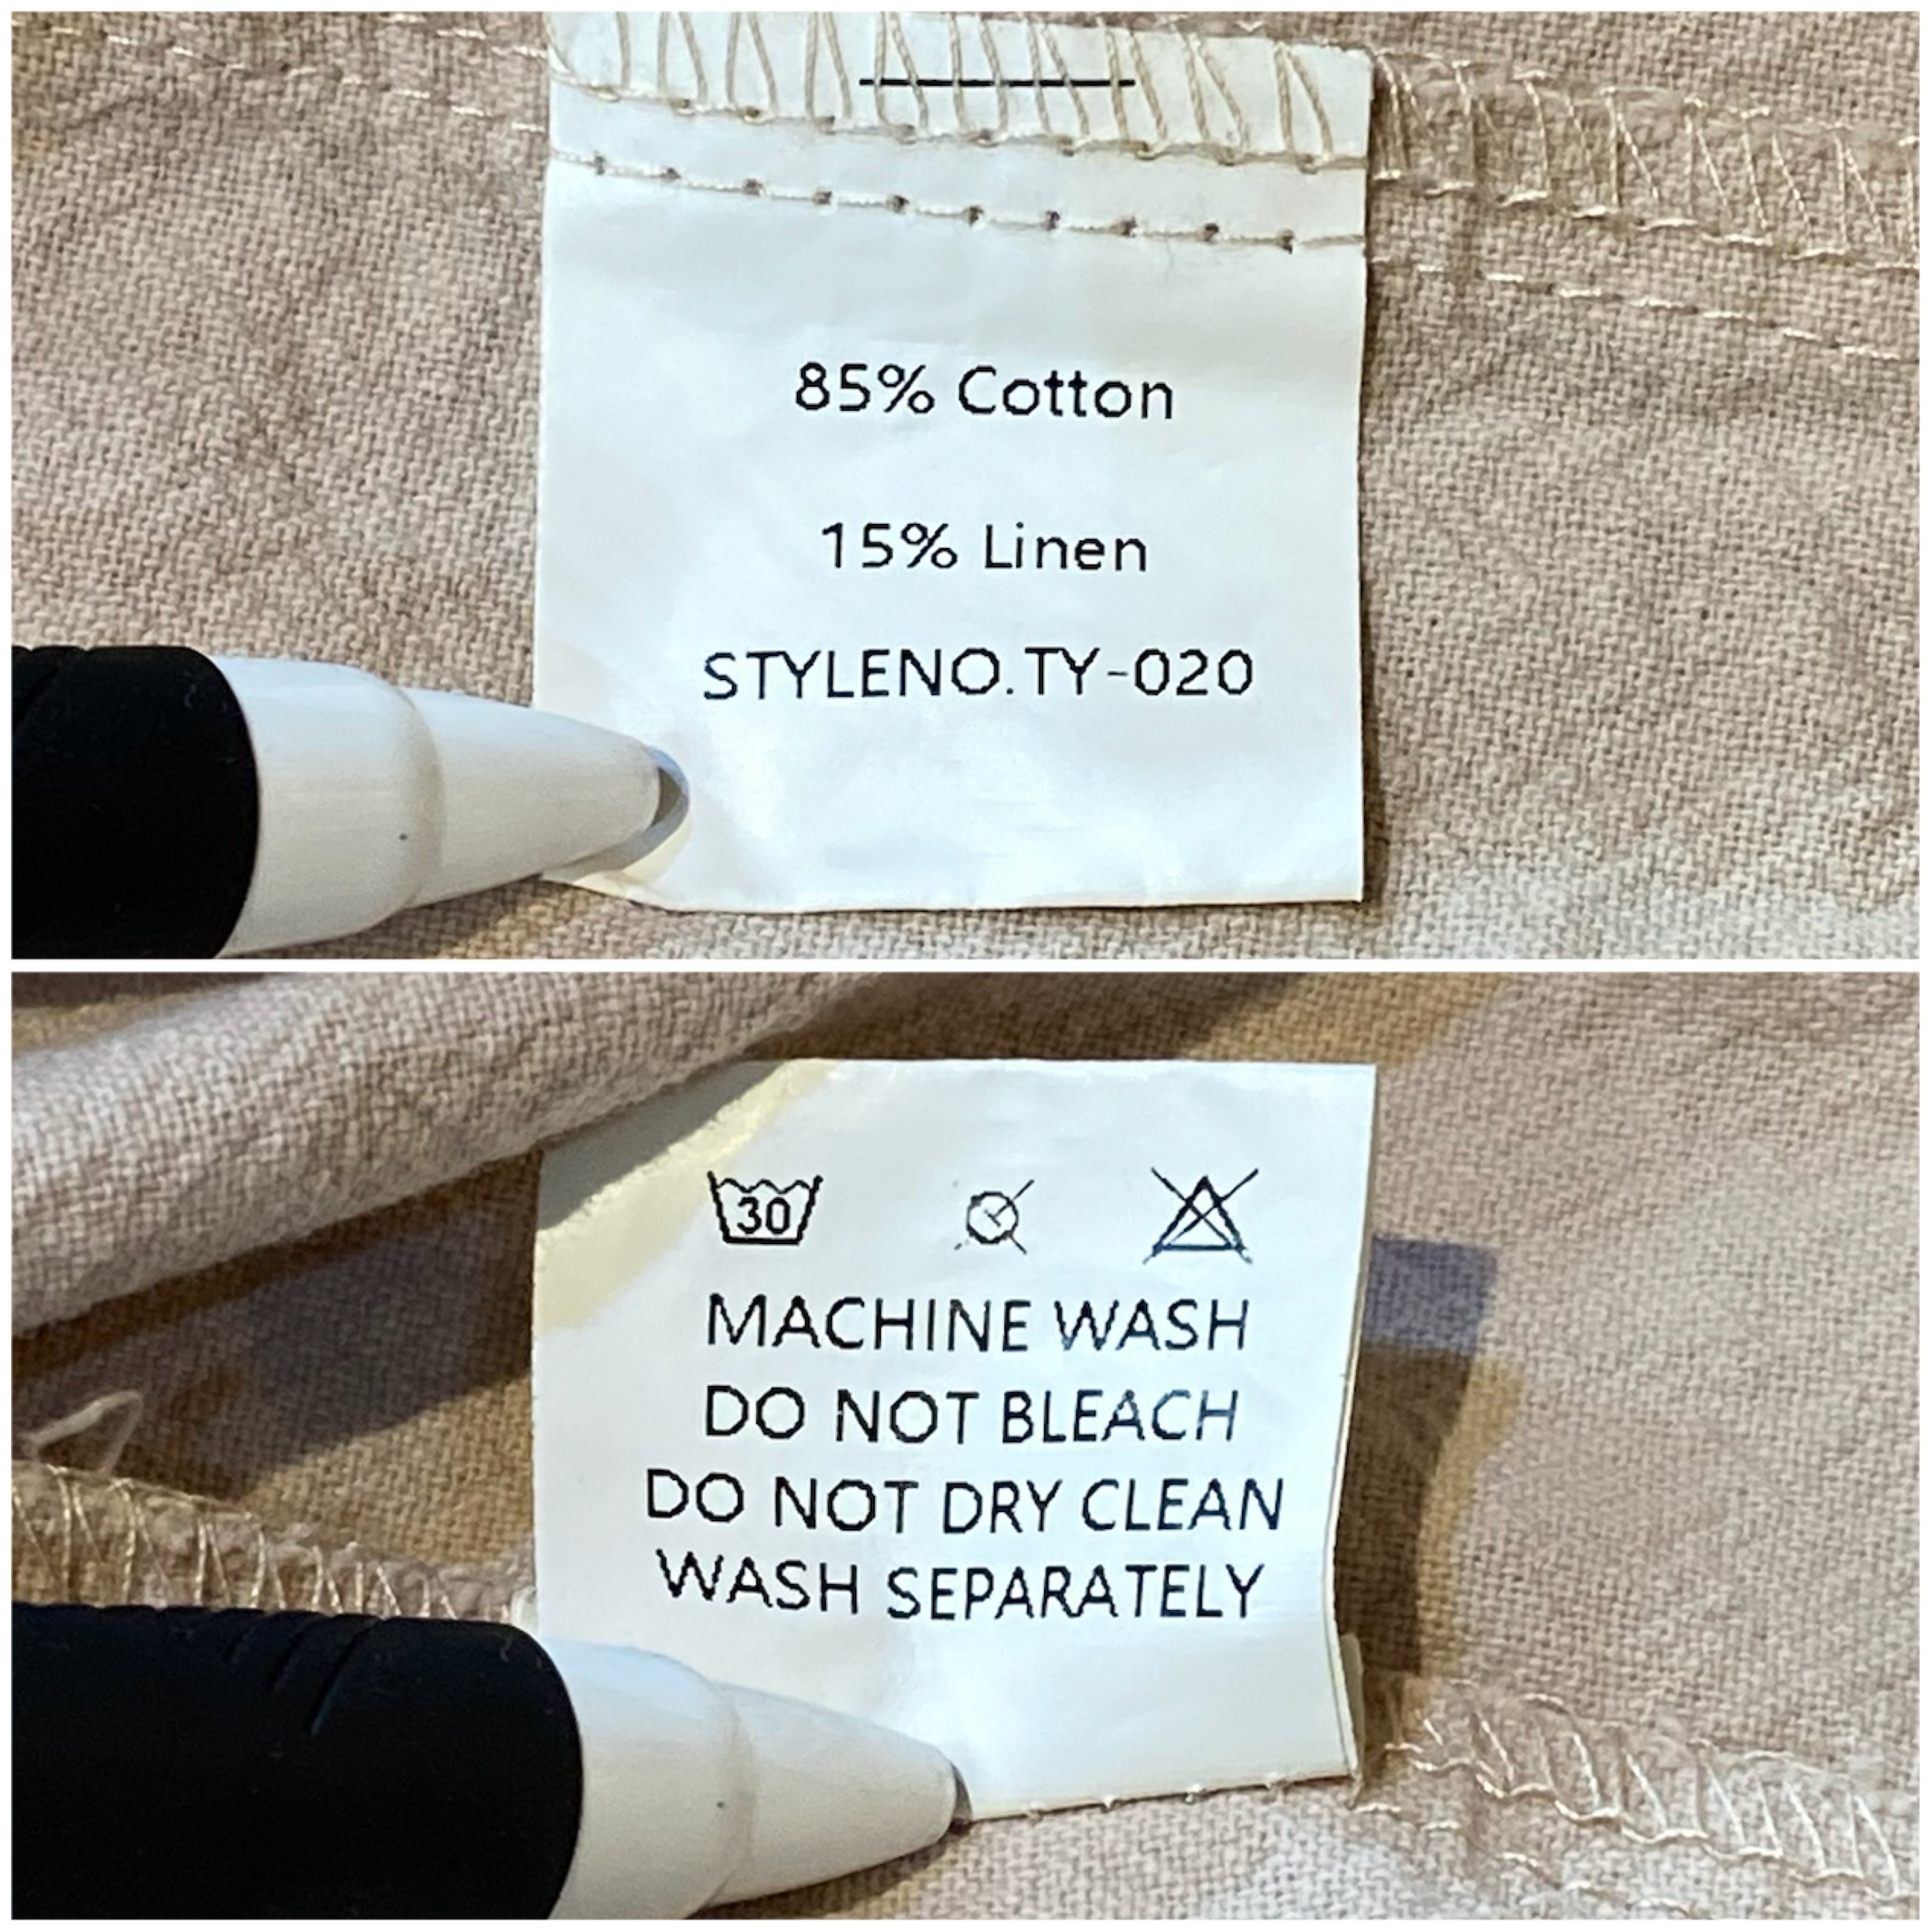 85% Cotton
15% Linen
STYLENO.TY-020
30
MACHINE WASH
DO NOT BLEACH
DO NOT DRY CLEAN
WASH SEPARATELY